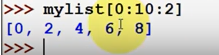 >>> mylist[0:10:2]
[0, 2, 4, 6, 8]
>>>